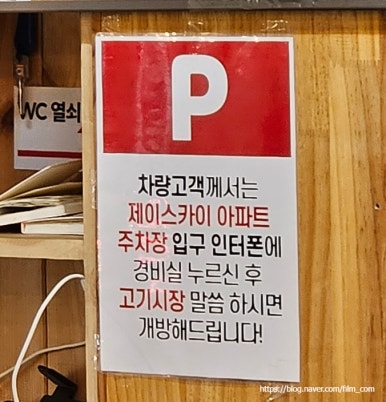 WC 열쇠
P
차량고객께서는
제이스카이 아파트
주차장 입구 인터폰에
경비실 누르신 후
고기시장 말씀 하시면
개방해드립니다!
https://blog.naver.com/film_com